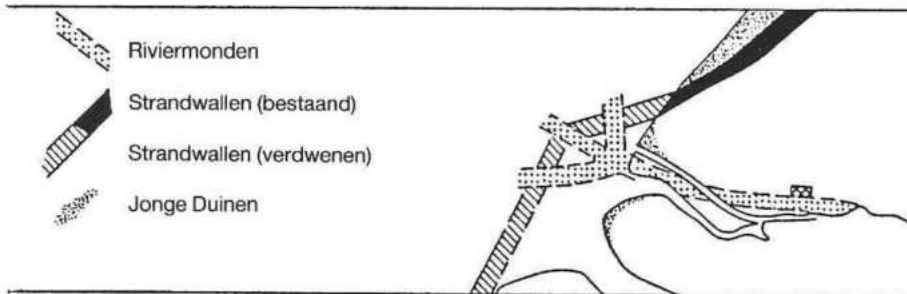 Riviermonden
Strandwallen (bestaand)
Strandwallen (verdwenen)
Jonge Duinen